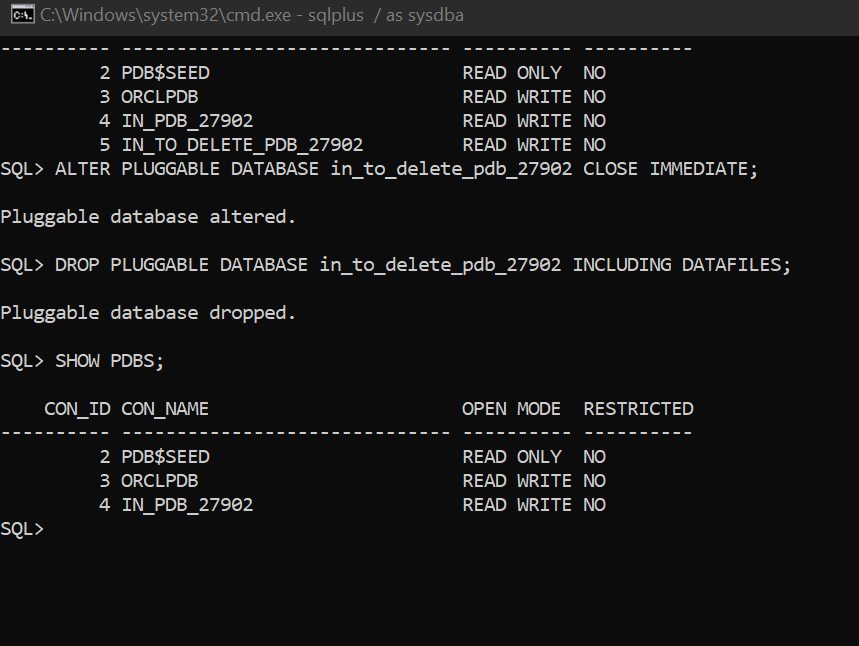 C:\Windows\system32\cmd.exe - sqlplus  / as sysdba
---------- ------------------------------ ---------- ----------
         2 PDB$SEED                       READ ONLY  NO
         3 ORCLPDB                        READ WRITE NO
         4 IN_PDB_27902                   READ WRITE NO
         5 IN_TO_DELETE_PDB_27902         READ WRITE NO
SQL> ALTER PLUGGABLE DATABASE in_to_delete_pdb_27902 CLOSE IMMEDIATE;
Pluggable database altered.
SQL> DROP PLUGGABLE DATABASE in_to_delete_pdb_27902 INCLUDING DATAFILES;
Pluggable database dropped.
SQL> SHOW PDBS;
    CON_ID CON_NAME                       OPEN MODE  RESTRICTED
---------- ------------------------------ ---------- ----------
         2 PDB$SEED                       READ ONLY  NO
         3 ORCLPDB                        READ WRITE NO
         4 IN_PDB_27902                   READ WRITE NO
SQL>